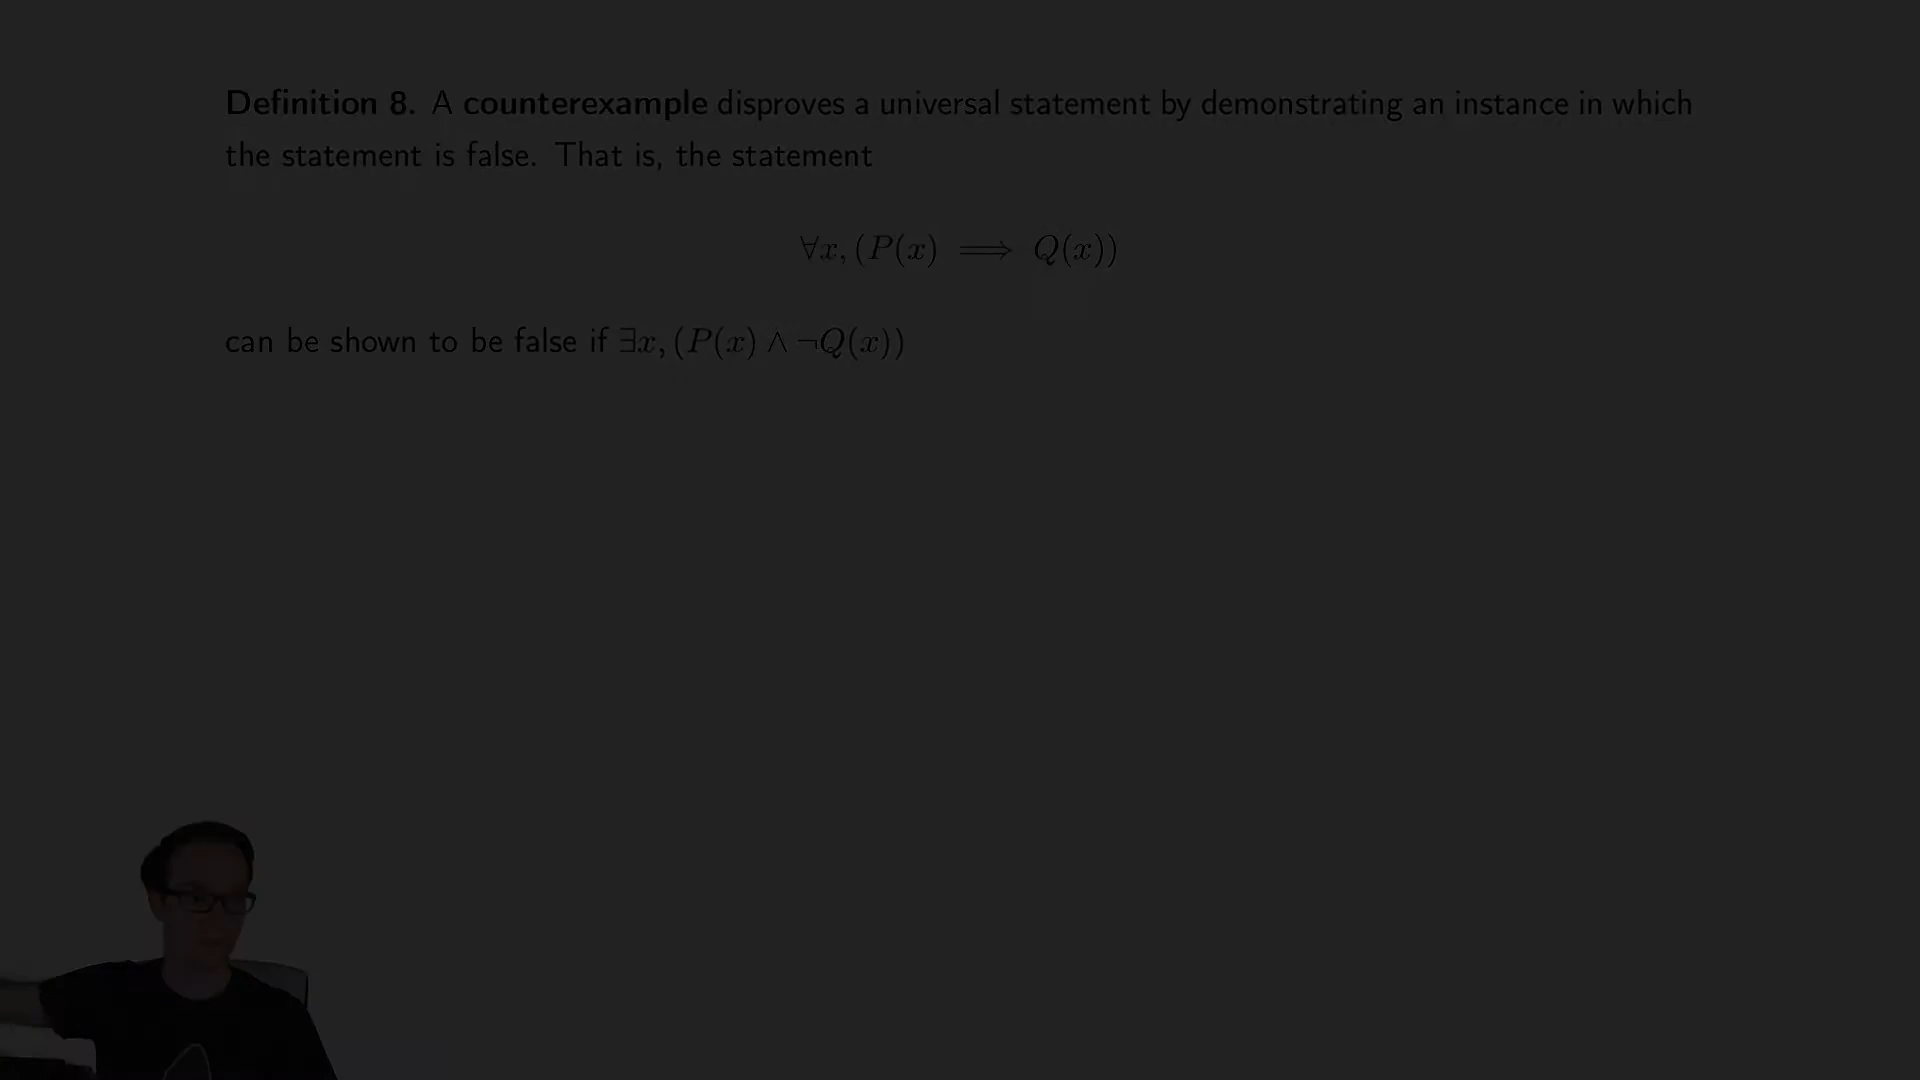 Definition 8. A counterexample disproves a universal statement by demonstrating an instance in which
the statement is false. That is, the statement
∀x, (P(x) ⟹ Q(x))
can be shown to be false if ∃x, (P(x) ∧ ¬Q(x))